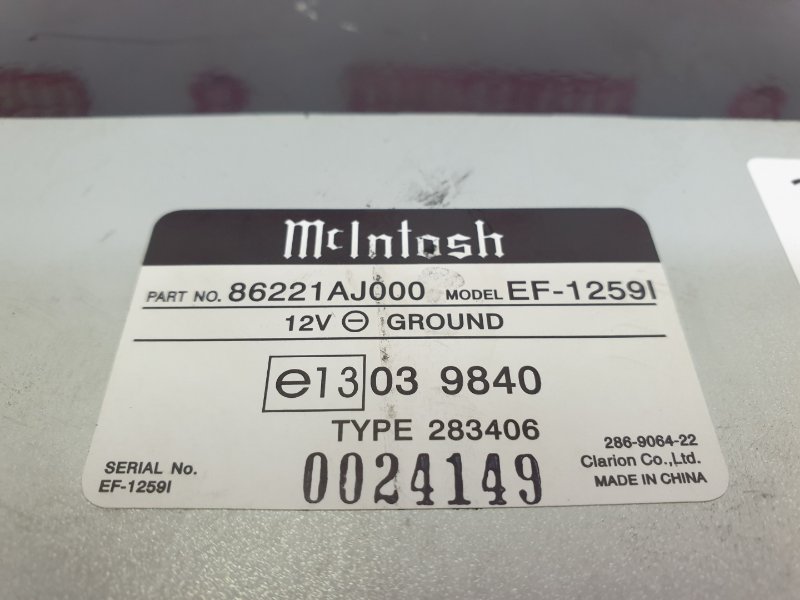 McIntosh
PART NO. 86221AJ000 MODEL EF-1259I
12V ⊖ GROUND
e13 03 9840
TYPE 283406
286-9064-22
SERIAL No. Clarion Co.,Ltd.
EF-1259I 0024149 MADE IN CHINA